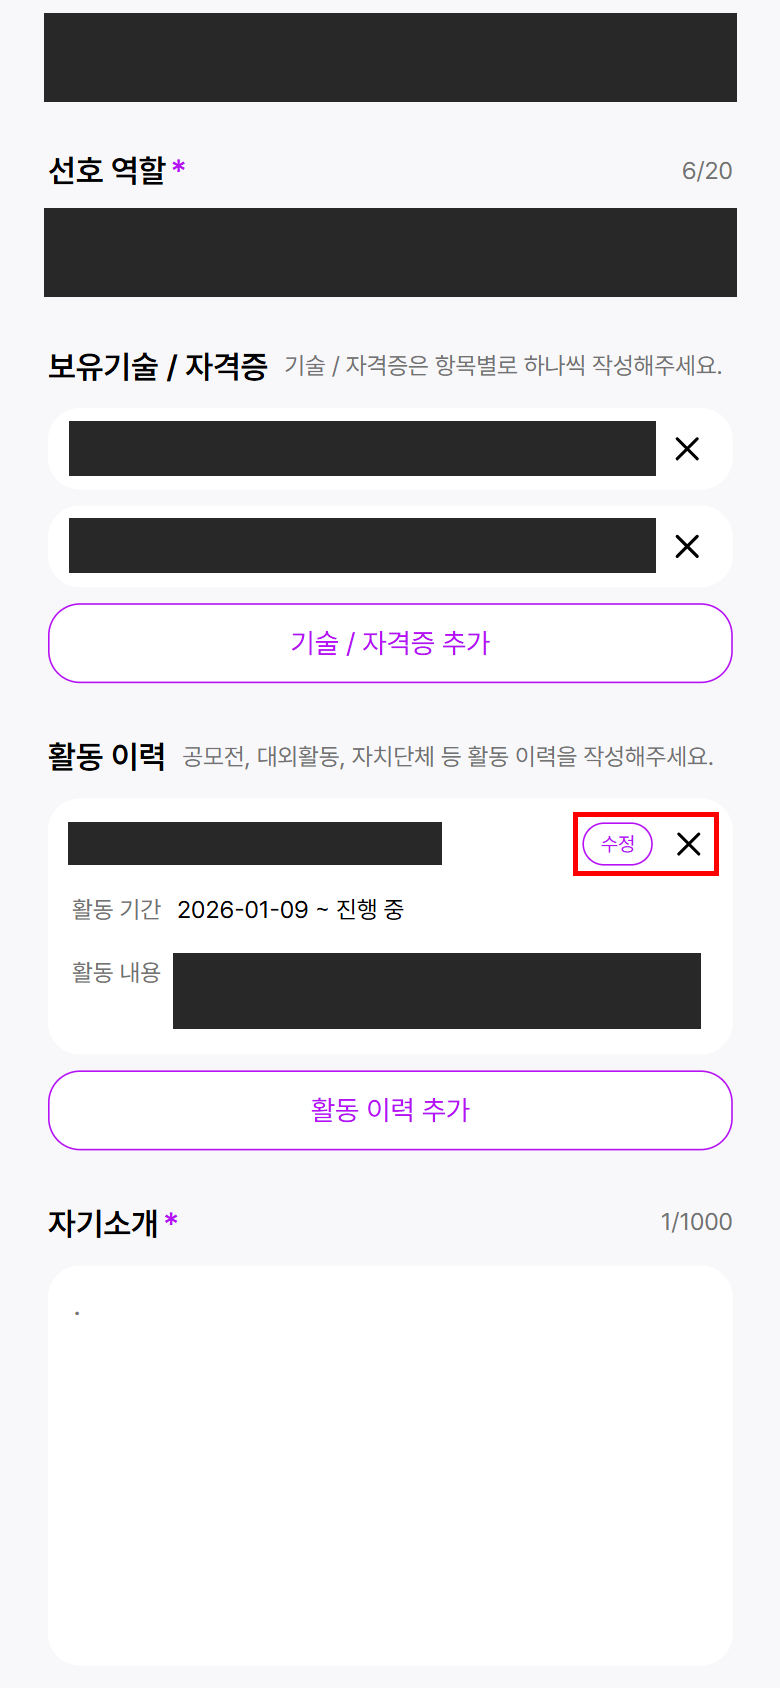 선호 역할 *
6/20
보유기술 / 자격증 기술 / 자격증은 항목별로 하나씩 작성해주세요.
기술 / 자격증 추가
활동 이력 공모전, 대외활동, 자치단체 등 활동 이력을 작성해주세요.
수정
활동 기간 2026-01-09 ~ 진행 중
활동 내용
활동 이력 추가
자기소개 *
1/1000
.